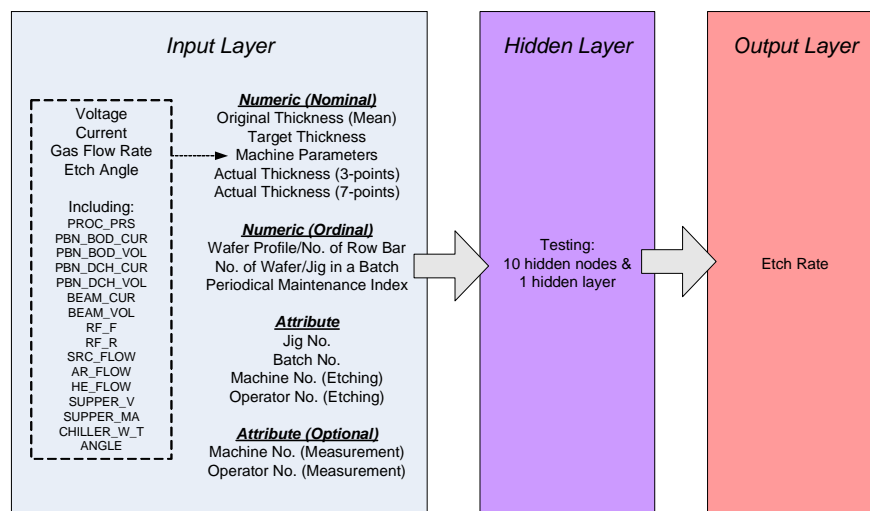 Input Layer
Voltage
Current
Gas Flow Rate
Etch Angle
Including:
PROC_PRS
PBN_BOD_CUR
PBN_BOD_VOL
PBN_DCH_CUR
PBN_DCH_VOL
BEAM_CUR
BEAM_VOL
RF_F
RF_R
SRC_FLOW
AR_FLOW
HE_FLOW
SUPPER_V
SUPPER_MA
CHILLER_W_T
ANGLE
Numeric (Nominal)
Original Thickness (Mean)
Target Thickness
Machine Parameters
Actual Thickness (3-points)
Actual Thickness (7-points)
Numeric (Ordinal)
Wafer Profile/No. of Row Bar
No. of Wafer/Jig in a Batch
Periodical Maintenance Index
Attribute
Jig No.
Batch No.
Machine No. (Etching)
Operator No. (Etching)
Attribute (Optional)
Machine No. (Measurement)
Operator No. (Measurement)
Hidden Layer
Testing:
10 hidden nodes &
1 hidden layer
Output Layer
Etch Rate